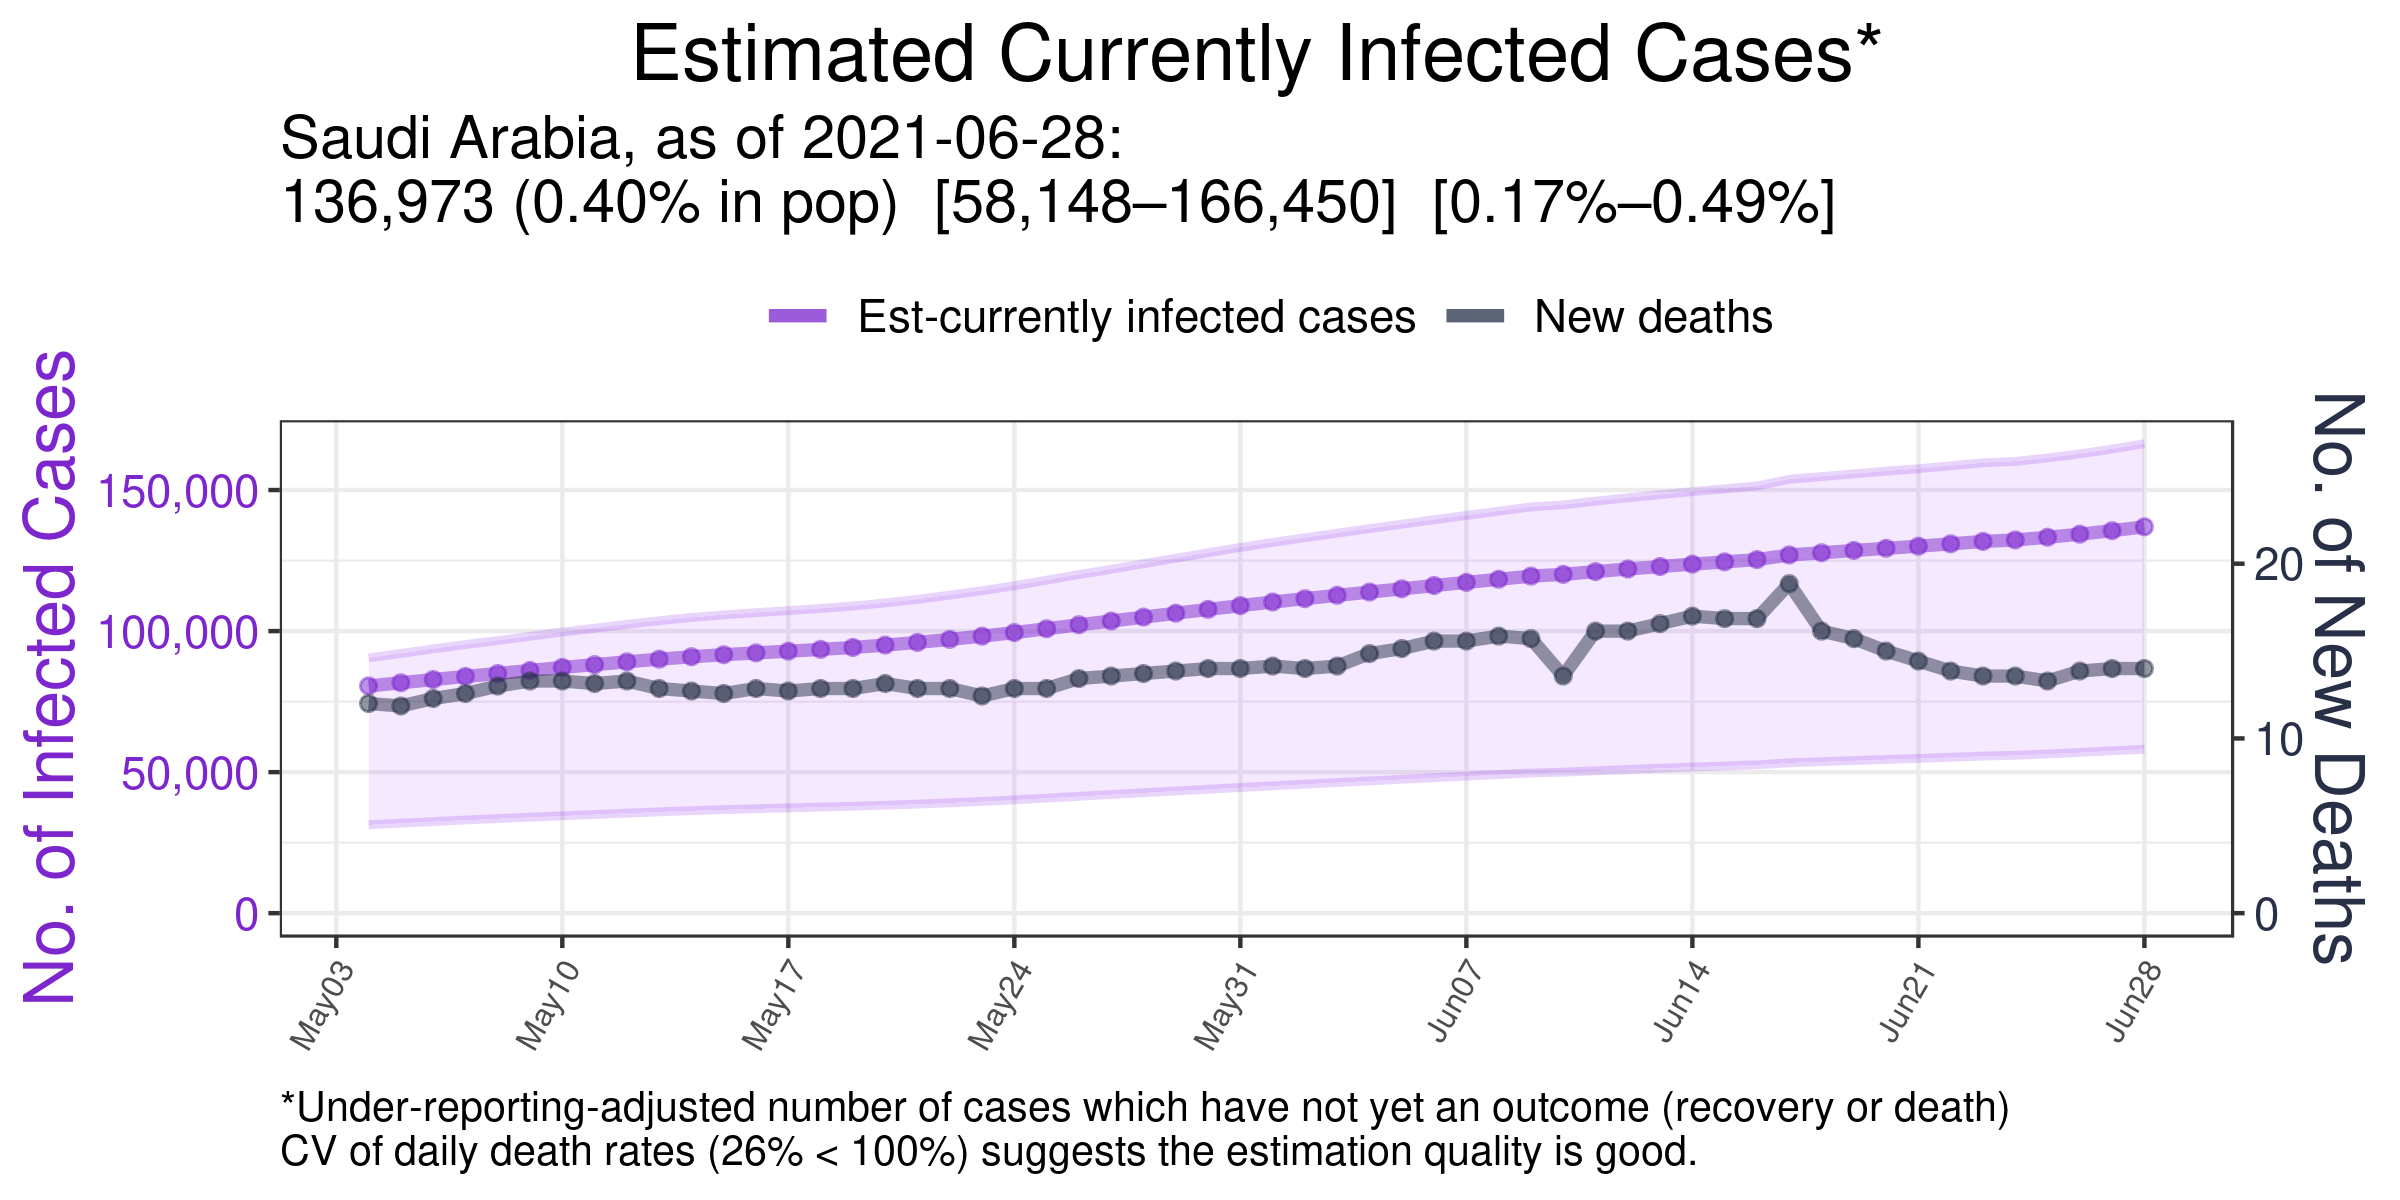 Estimated Currently Infected Cases*
Saudi Arabia, as of 2021-06-28:
136,973 (0.40% in pop)  [58,148–166,450]  [0.17%–0.49%]
Est-currently infected cases
New deaths
No. of Infected Cases
150,000
100,000
50,000
0
20
10
0
No. of New Deaths
May03
May10
May17
May24
May31
Jun07
Jun14
Jun21
Jun28
*Under-reporting-adjusted number of cases which have not yet an outcome (recovery or death)
CV of daily death rates (26% < 100%) suggests the estimation quality is good.